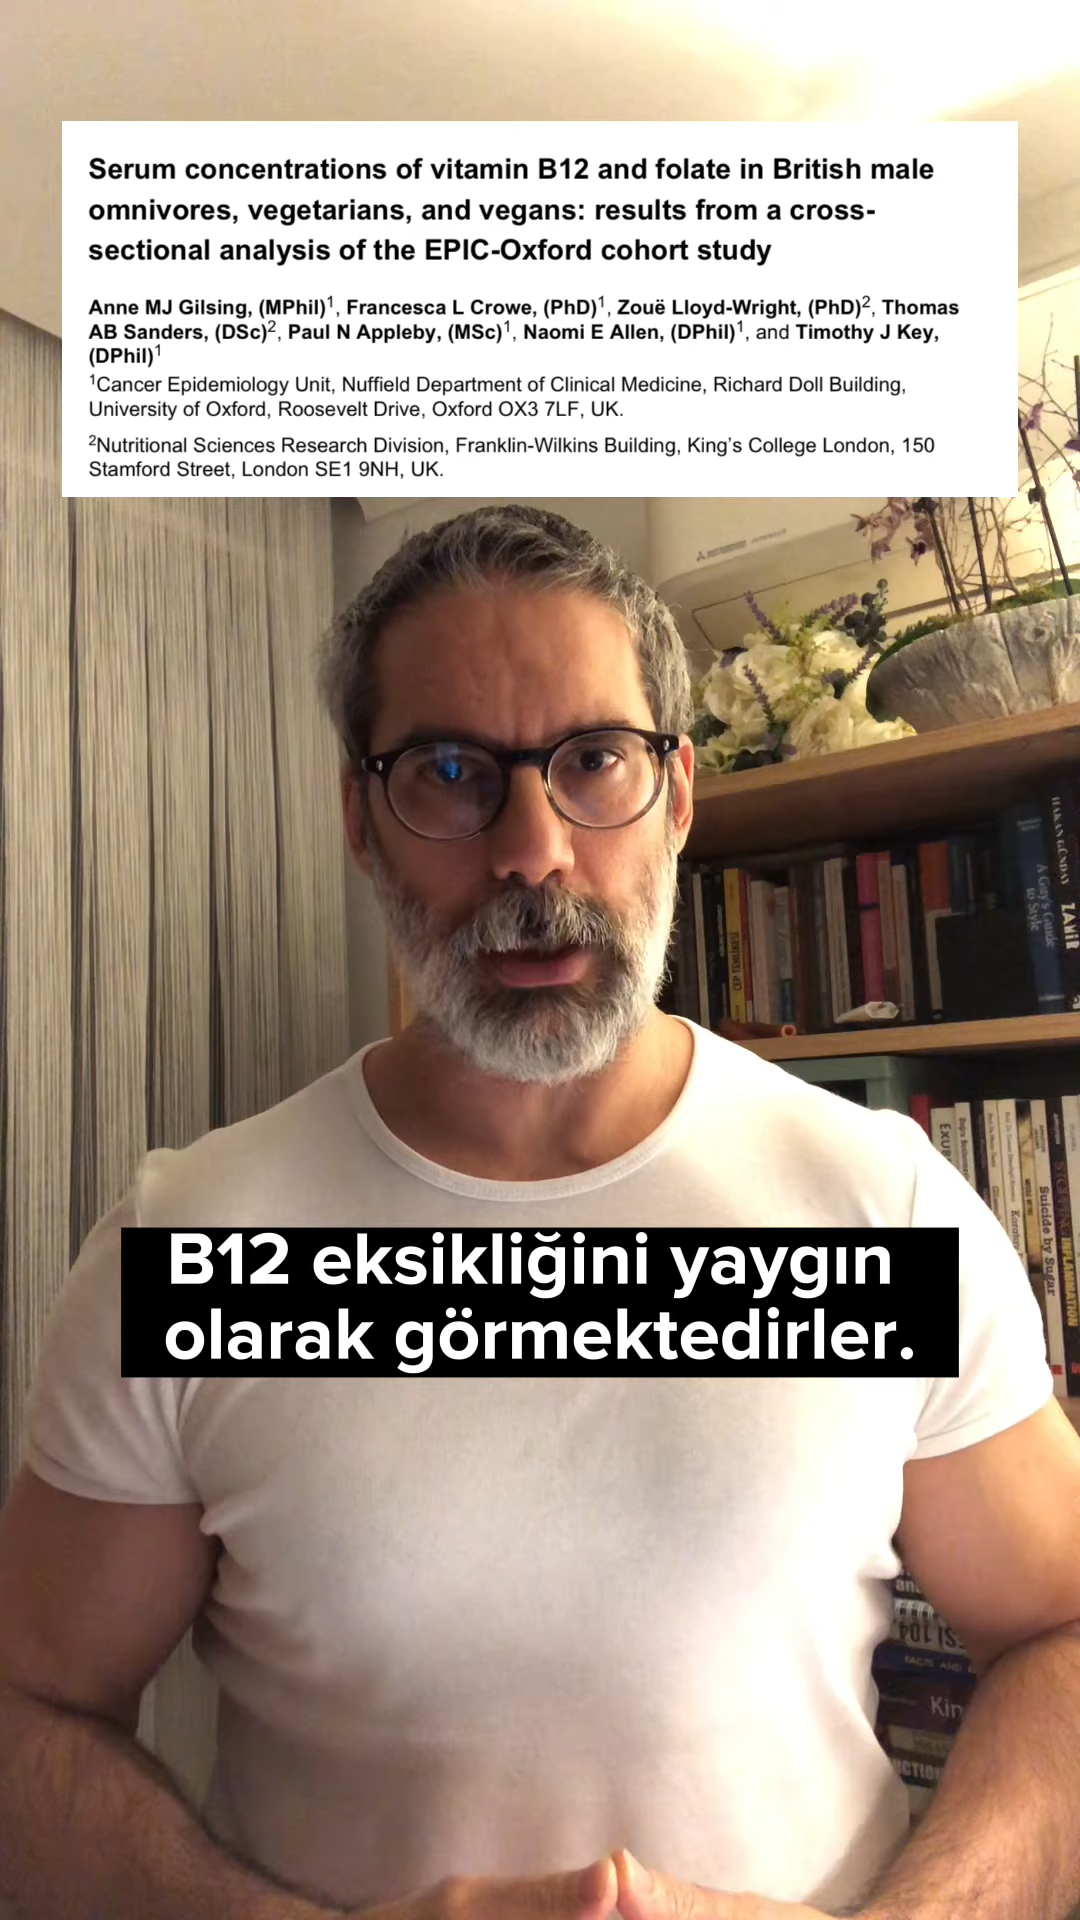 Serum concentrations of vitamin B12 and folate in British male
omnivores, vegetarians, and vegans: results from a cross-
sectional analysis of the EPIC-Oxford cohort study
Anne MJ Gilsing, (MPhil)1, Francesca L Crowe, (PhD)1, Zouë Lloyd-Wright, (PhD)2, Thomas
AB Sanders, (DSc)2, Paul N Appleby, (MSc)1, Naomi E Allen, (DPhil)1, and Timothy J Key,
(DPhil)1
1Cancer Epidemiology Unit, Nuffield Department of Clinical Medicine, Richard Doll Building,
University of Oxford, Roosevelt Drive, Oxford OX3 7LF, UK.
2Nutritional Sciences Research Division, Franklin-Wilkins Building, King's College London, 150
Stamford Street, London SE1 9NH, UK.
HAKAN GÜNDAY
ZAMİR
A Guy's Guide
to Style
Suicide by Sugar
INFLAMMATION
B12 eksikliğini yaygın
olarak görmektedirler.
FACTS AND